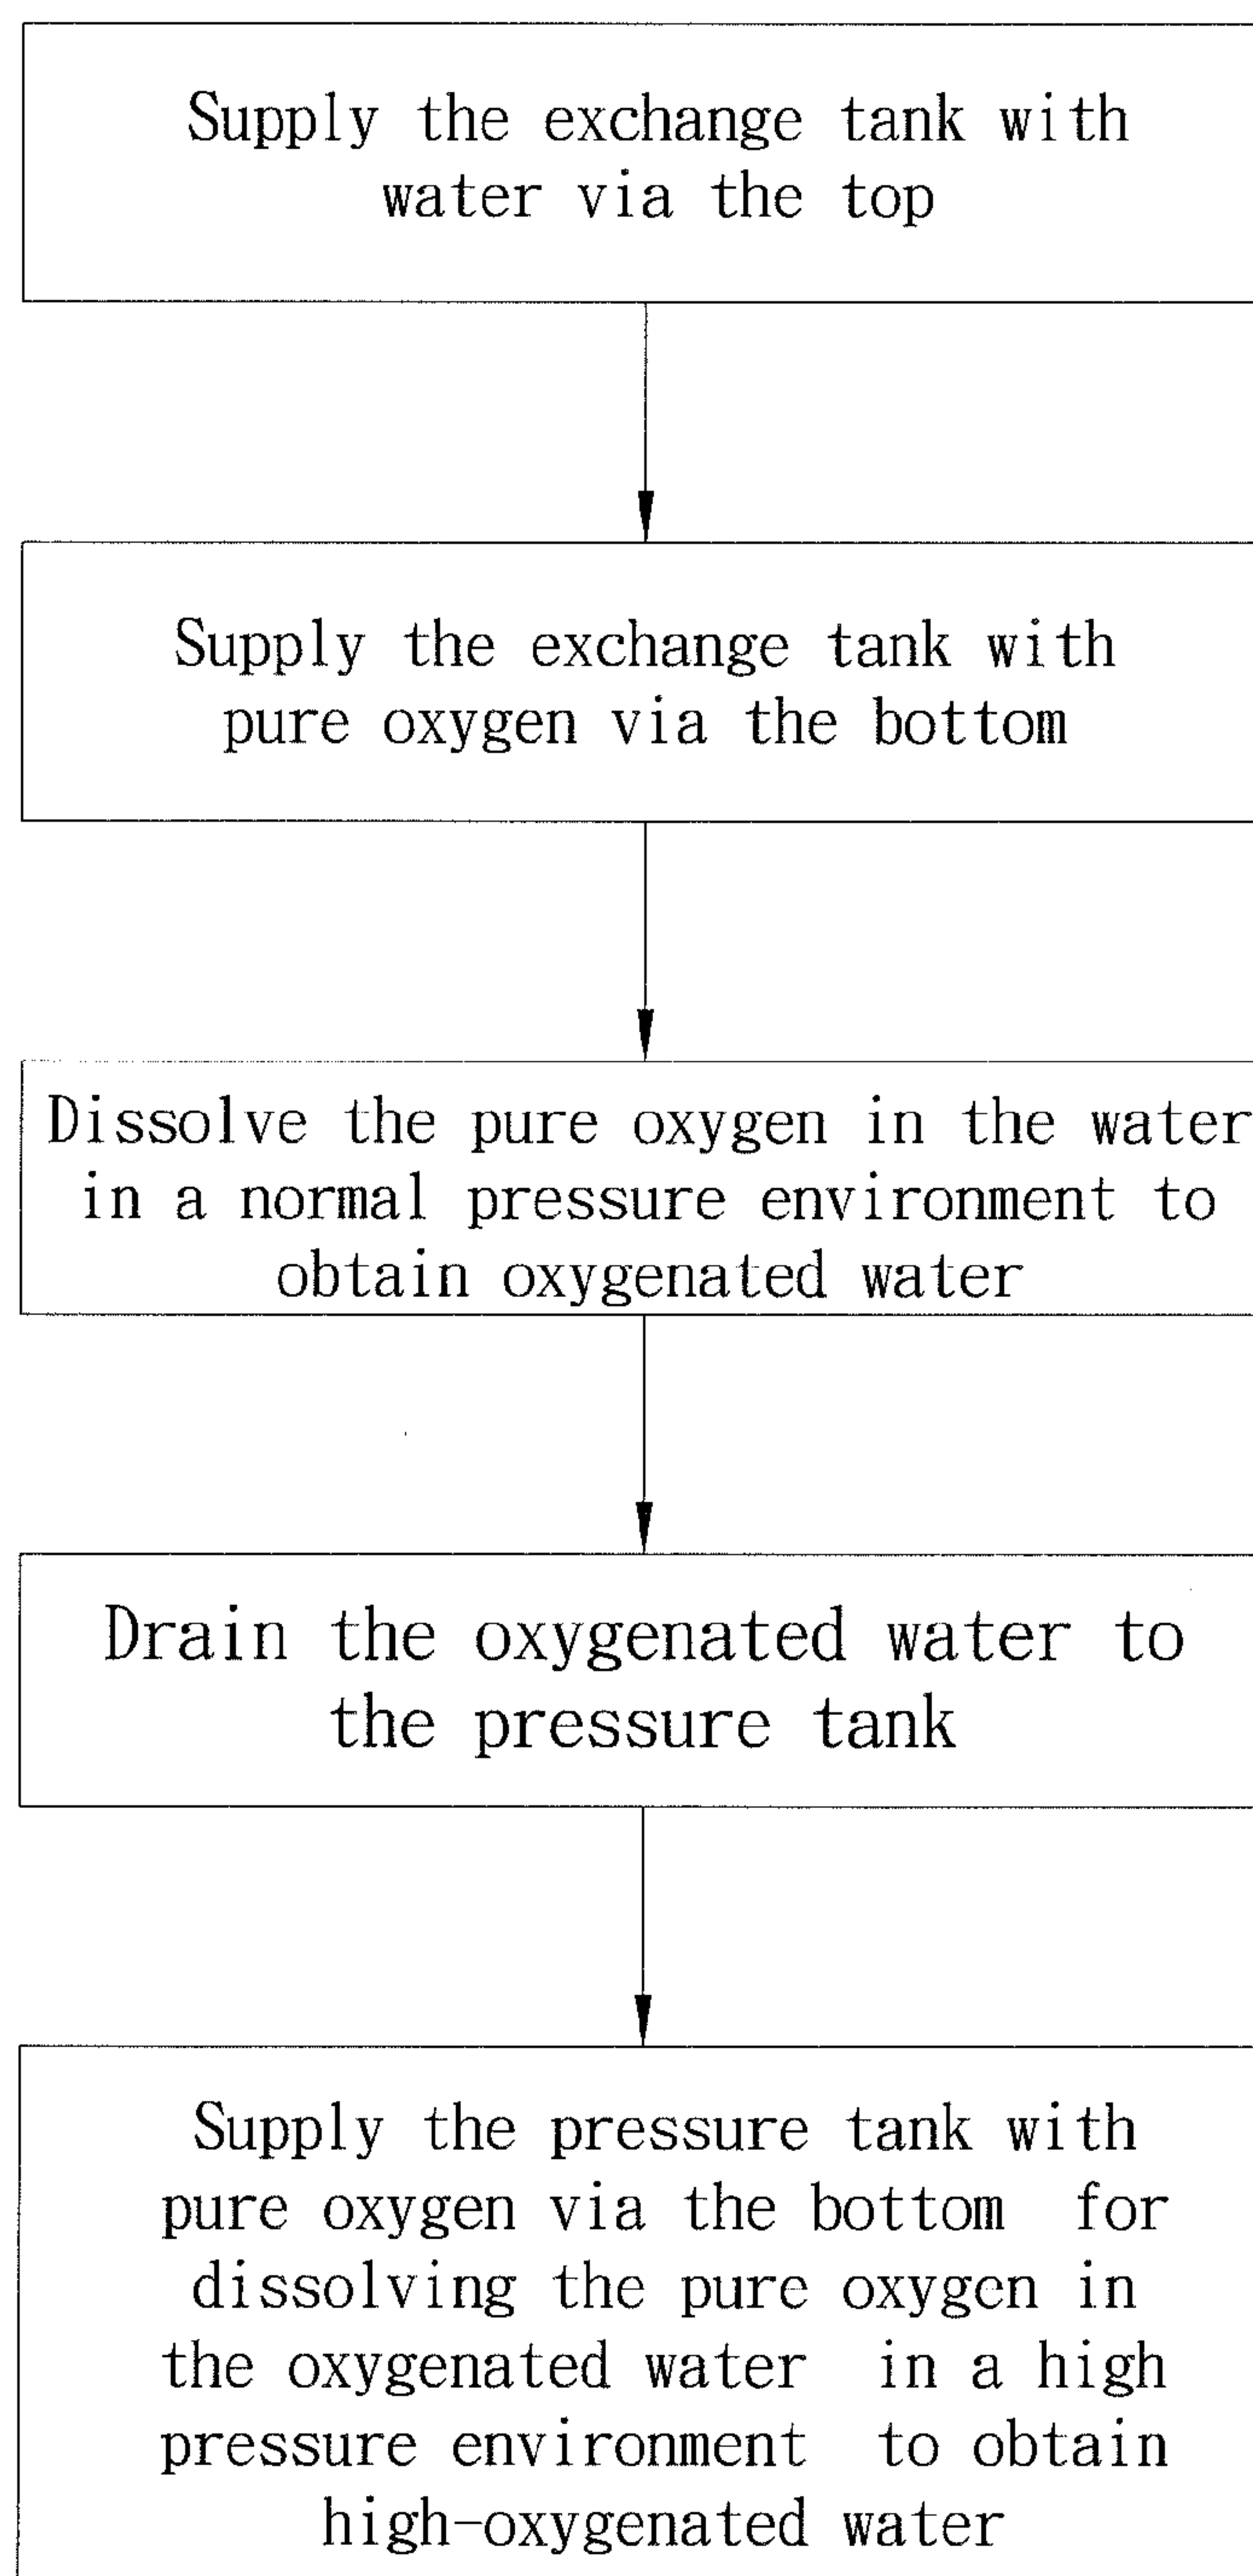 Supply the exchange tank with
water via the top
Supply the exchange tank with
pure oxygen via the bottom
Dissolve the pure oxygen in the water
in a normal pressure environment to
obtain oxygenated water
Drain the oxygenated water to
the pressure tank
Supply the pressure tank with
pure oxygen via the bottom for
dissolving the pure oxygen in
the oxygenated water in a high
pressure environment to obtain
high-oxygenated water